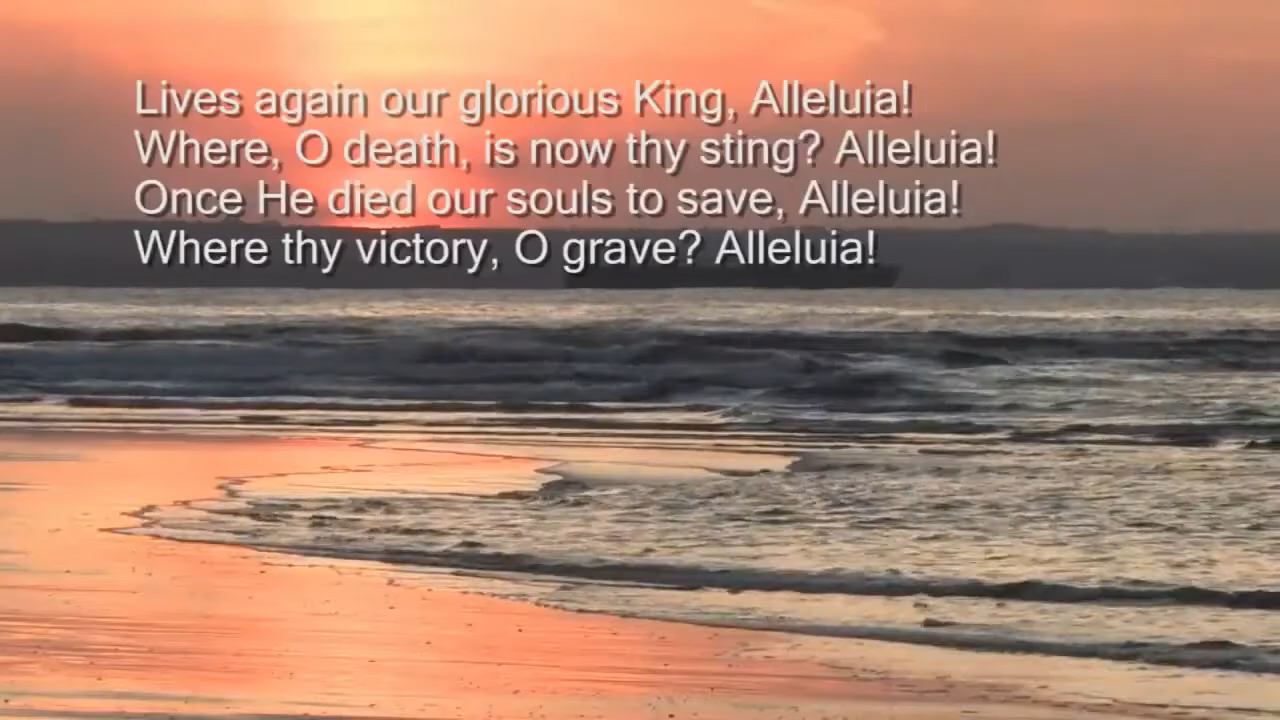 Lives again our glorious King, Alleluia!
Where, O death, is now thy sting? Alleluia!
Once He died our souls to save, Alleluia!
Where thy victory, O grave? Alleluia!